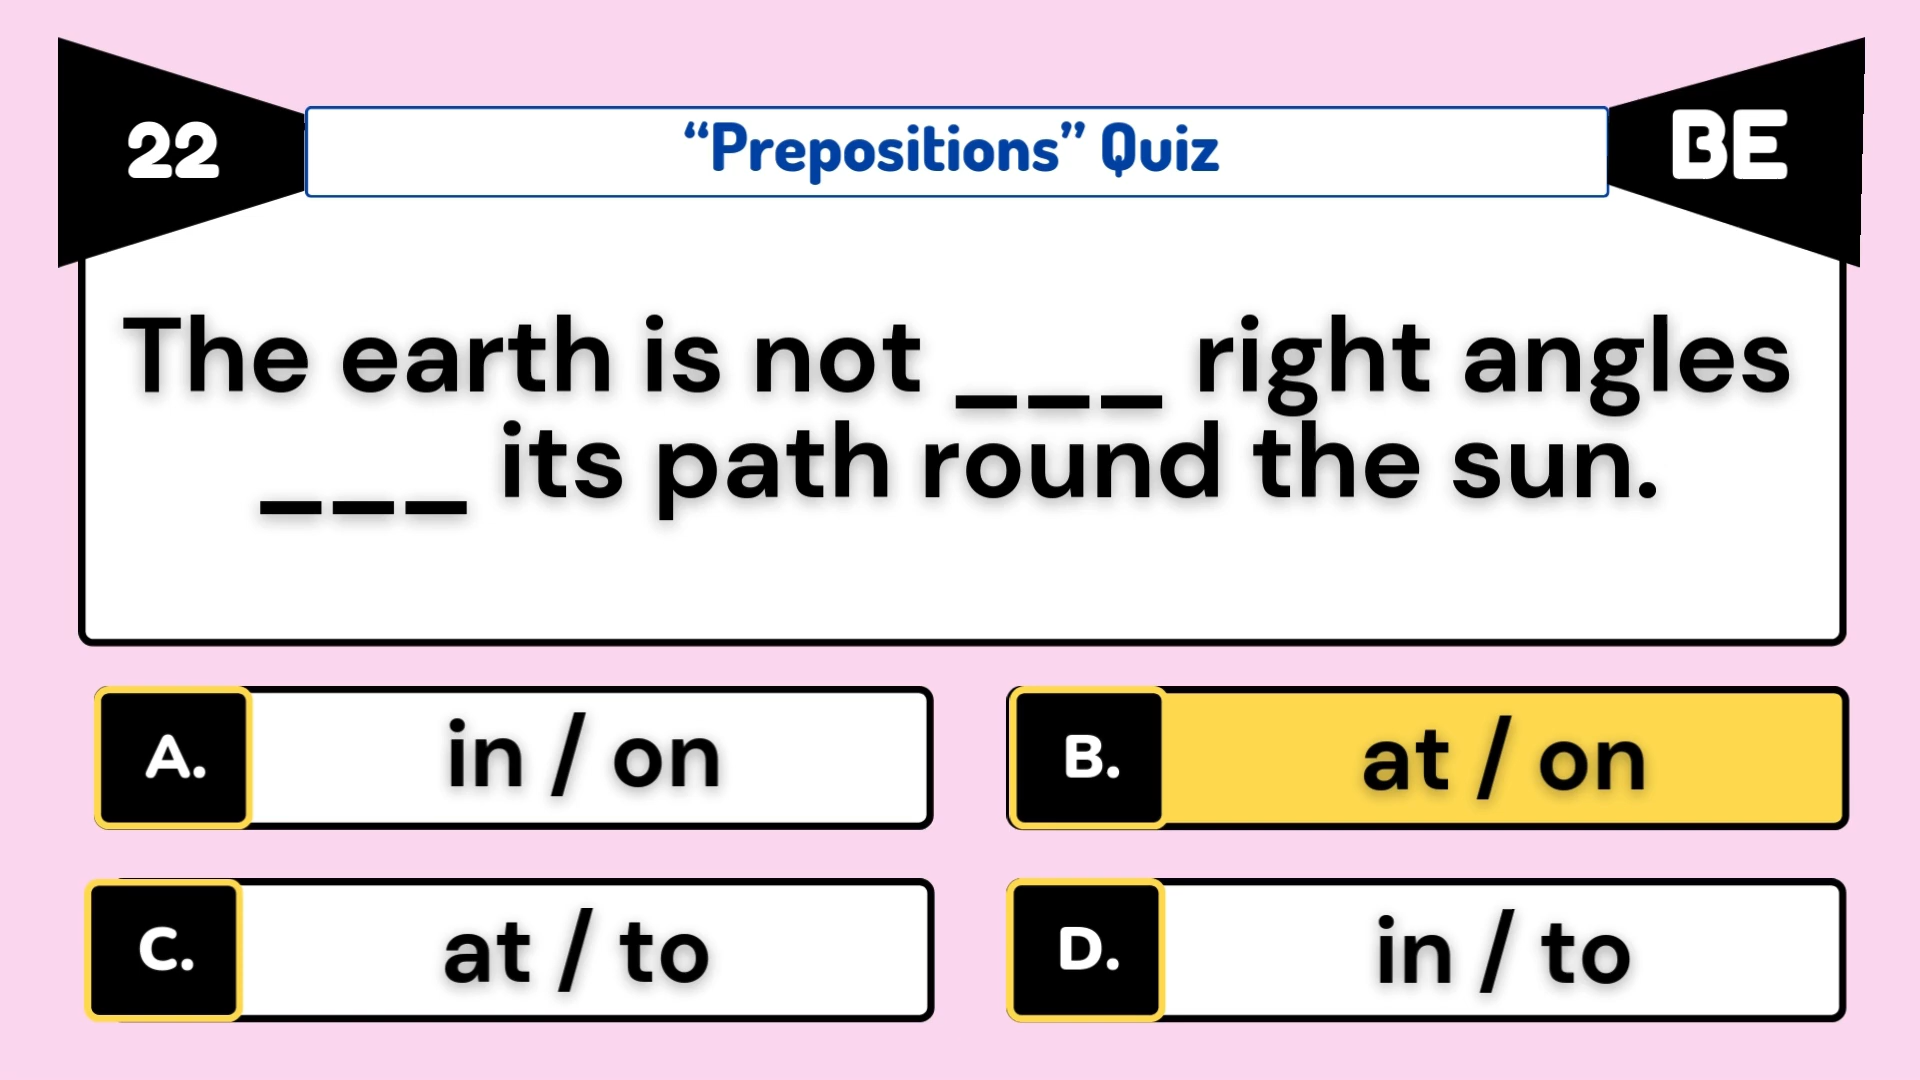 22
“Prepositions” Quiz
BE
The earth is not ___ right angles
___ its path round the sun.
A.
in / on
B.
at / on
C.
at / to
D.
in / to